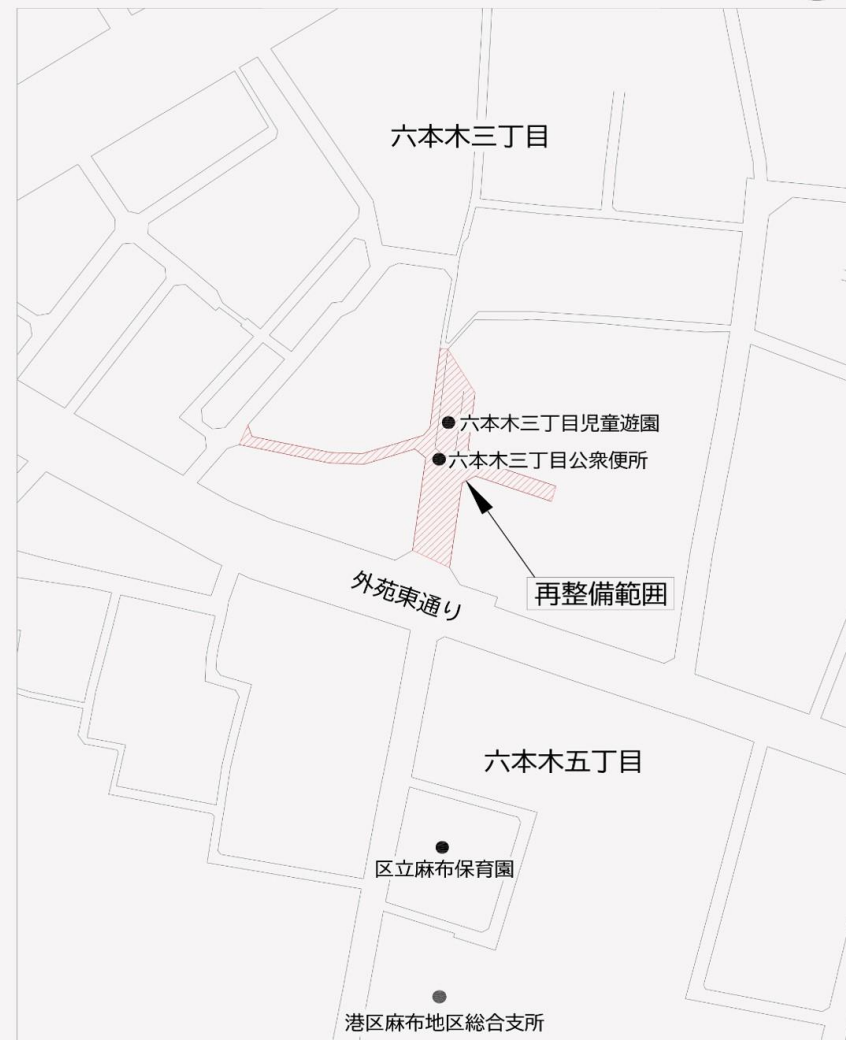 六本木三丁目
六本木三丁目児童遊園
六本木三丁目公衆便所
再整備範囲
外苑東通り
六本木五丁目
区立麻布保育園
港区麻布地区総合支所